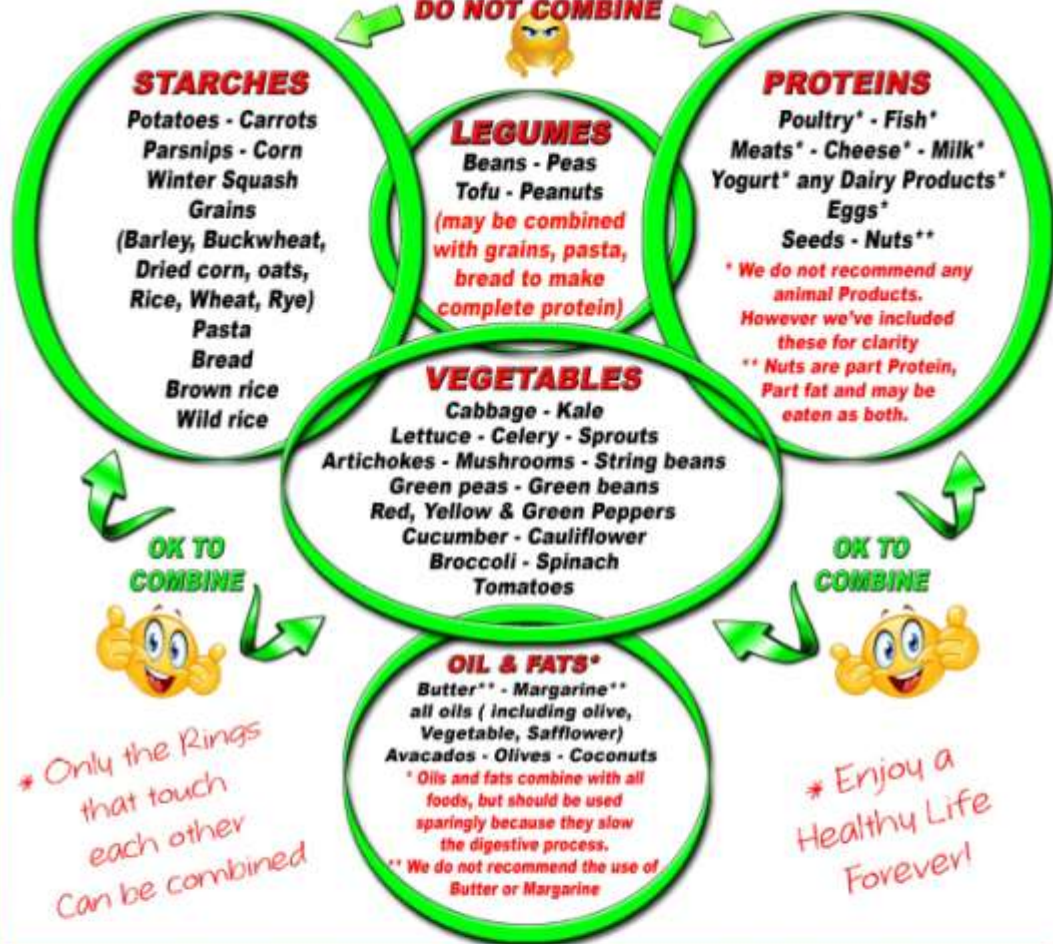 DO NOT COMBINE
STARCHES
Potatoes - Carrots
Parsnips - Corn
Winter Squash
Grains
(Barley, Buckwheat,
Dried corn, oats,
Rice, Wheat, Rye)
Pasta
Bread
Brown rice
Wild rice
LEGUMES
Beans - Peas
Tofu - Peanuts
(may be combined
with grains, pasta,
bread to make
complete protein)
PROTEINS
Poultry* - Fish*
Meats* - Cheese* - Milk*
Yogurt* any Dairy Products*
Eggs*
Seeds - Nuts**
* We do not recommend any
animal Products.
However we've included
these for clarity
** Nuts are part Protein,
Part fat and may be
eaten as both.
VEGETABLES
Cabbage - Kale
Lettuce - Celery - Sprouts
Artichokes - Mushrooms - String beans
Green peas - Green beans
Red, Yellow & Green Peppers
Cucumber - Cauliflower
Broccoli - Spinach
Tomatoes
OK TO
COMBINE
OK TO
COMBINE
OIL & FATS*
Butter** - Margarine**
all oils ( including olive,
Vegetable, Safflower)
Avacados - Olives - Coconuts
* Oils and fats combine with all
foods, but should be used
sparingly because they slow
the digestive process.
** We do not recommend the use of
Butter or Margarine
* Only the Rings
that touch
each other
Can be combined
* Enjoy a
Healthy Life
Forever!